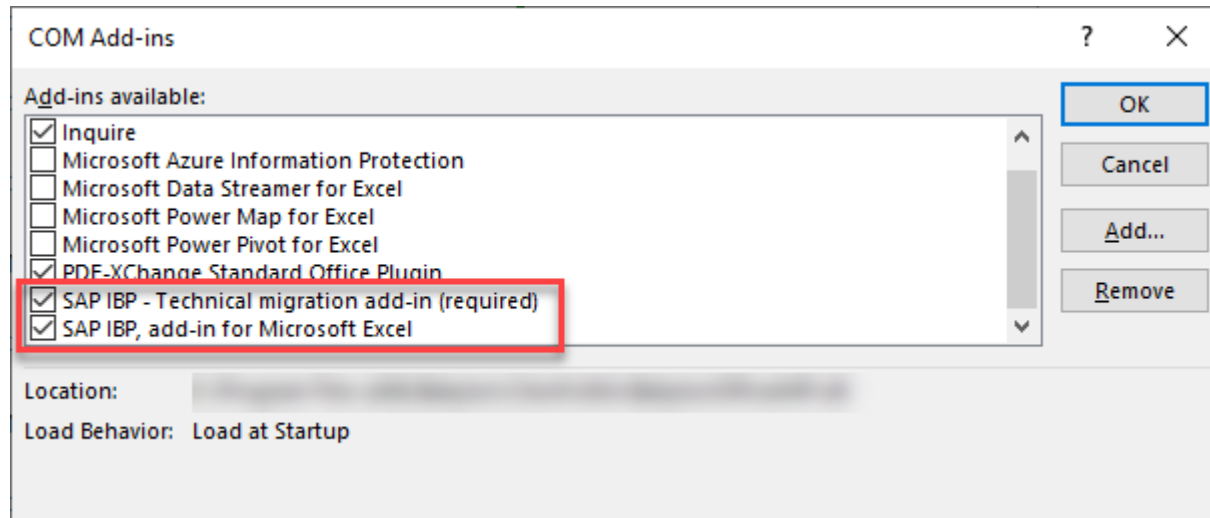 COM Add-ins
?
Add-ins available:
Inquire
Microsoft Azure Information Protection
Microsoft Data Streamer for Excel
Microsoft Power Map for Excel
Microsoft Power Pivot for Excel
PDF-XChange Standard Office Plugin
SAP IBP - Technical migration add-in (required)
SAP IBP, add-in for Microsoft Excel
OK
Cancel
Add...
Remove
Location:
Load Behavior: Load at Startup